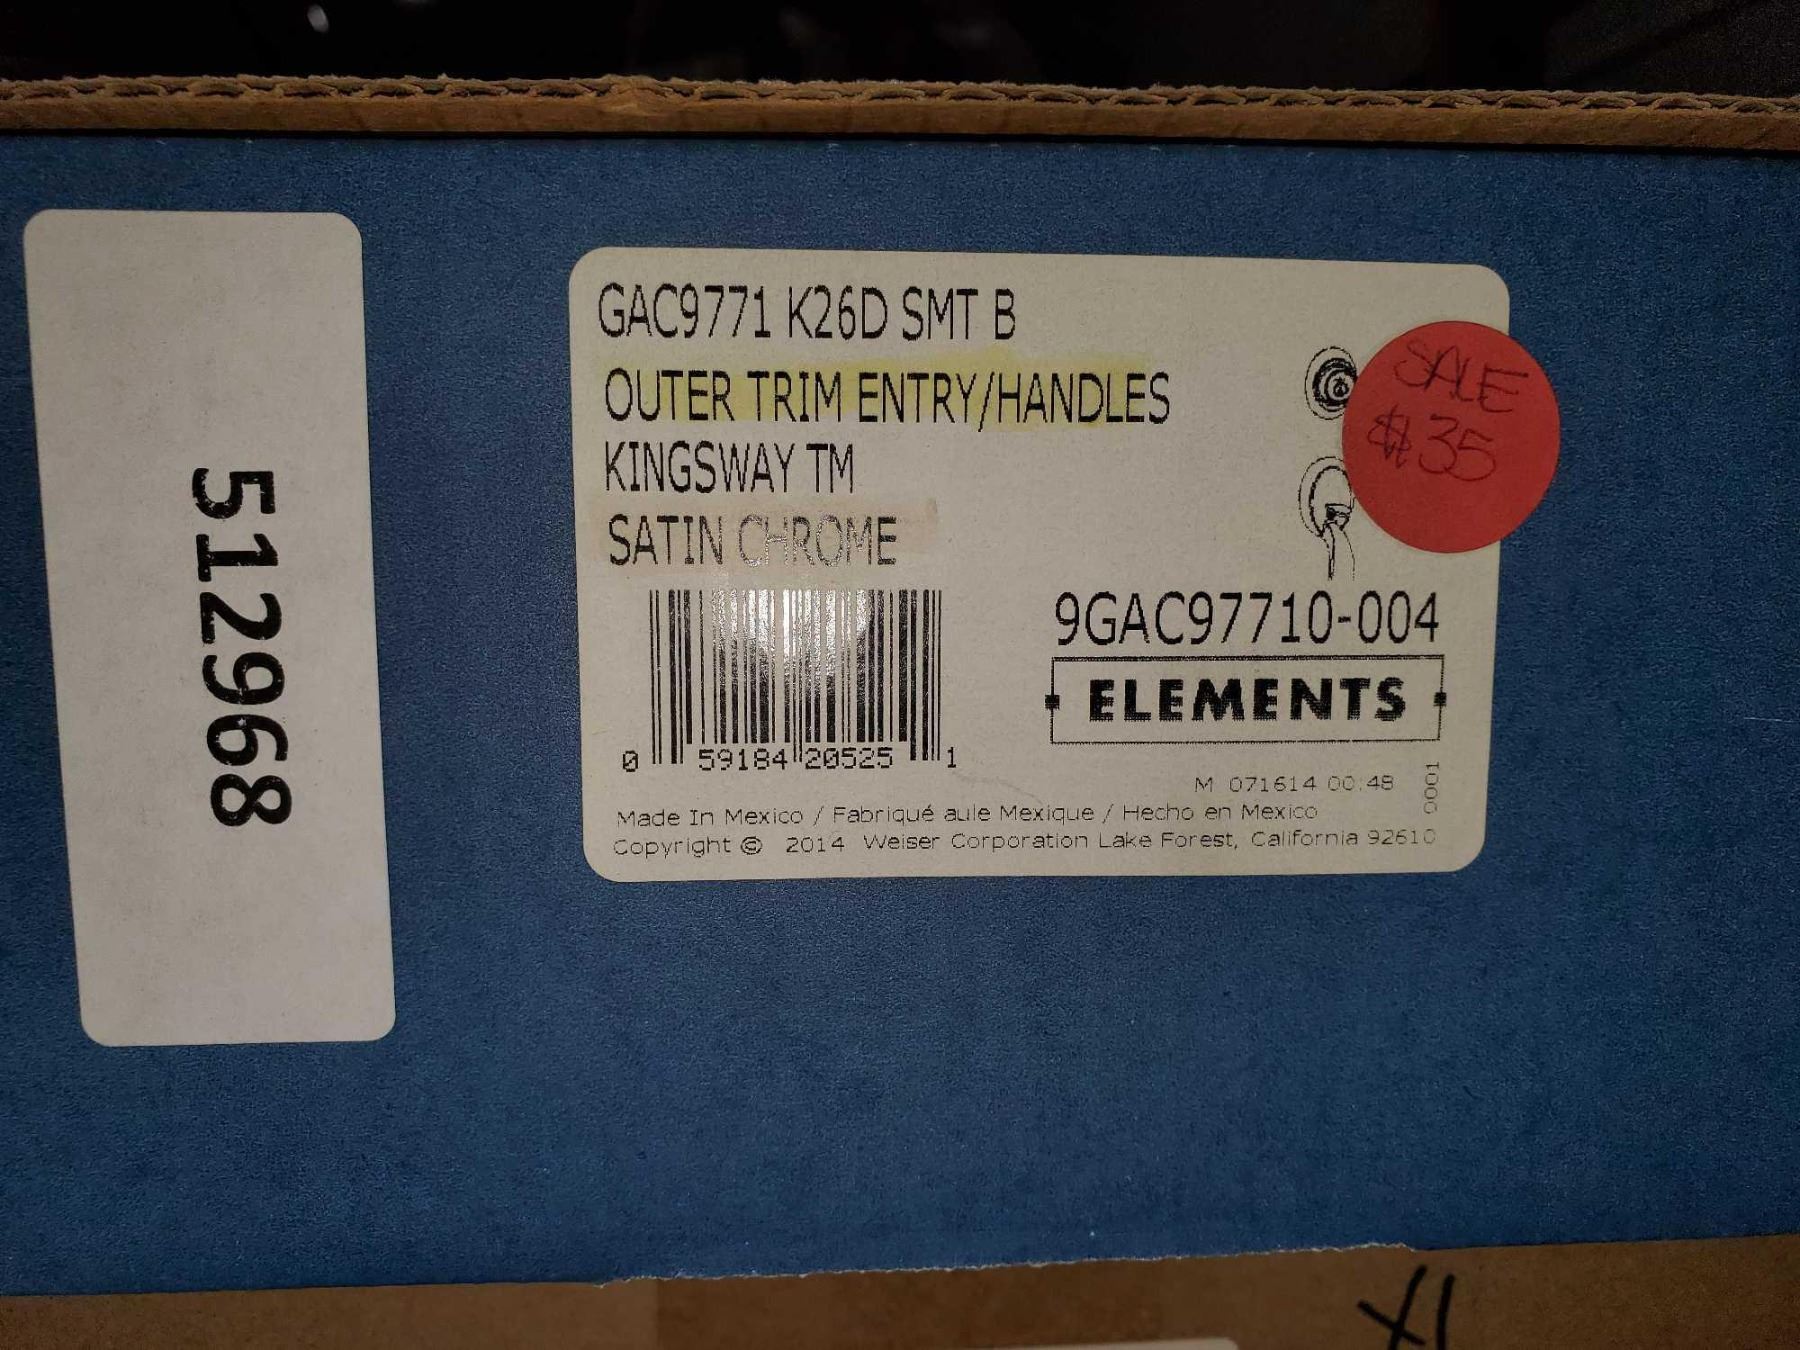 512968
GAC9771 K26D SMT B
OUTER TRIM ENTRY/HANDLES
KINGSWAY TM
SATIN CHROME
SALE
$35
0 59184 20525 1
9GAC97710-004
ELEMENTS
M 071614 00:48 0001
Made In Mexico / Fabriqué aule Mexique / Hecho en Mexico
Copyright © 2014 Weiser Corporation Lake Forest, California 92610